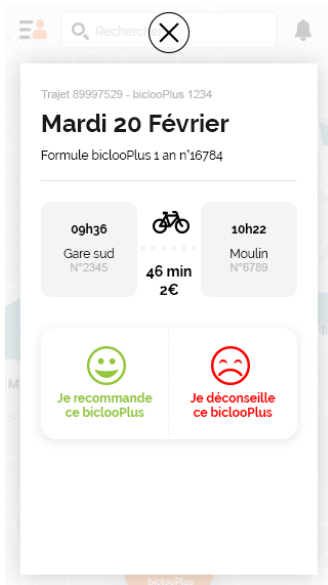 Recherch
Trajet 89997529 - biclooPlus 1234
Mardi 20 Février
Formule biclooPlus 1 an n°16784
09h36
Gare sud
N°2345
46 min
2€
10h22
Moulin
N°6789
Je recommande
ce biclooPlus
Je déconseille
ce biclooPlus
biclooPlus